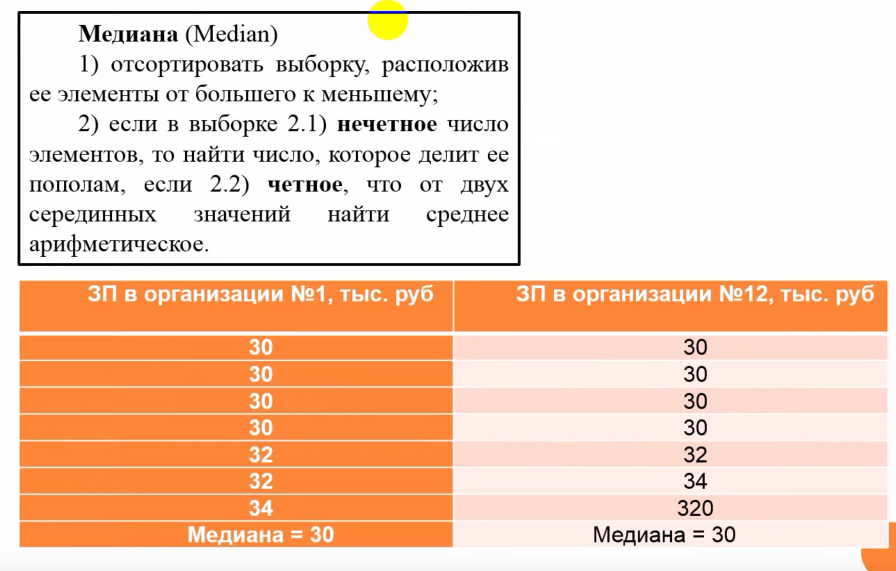 Медиана (Median)
1) отсортировать выборку, расположив
ее элементы от большего к меньшему;
2) если в выборке 2.1) нечетное число
элементов, то найти число, которое делит ее
пополам, если 2.2) четное, что от двух
серединных значений найти среднее
арифметическое.
ЗП в организации №1, тыс. руб ЗП в организации №12, тыс. руб
30 30
30 30
30 30
30 30
32 32
32 34
34 320
Медиана = 30 Медиана = 30